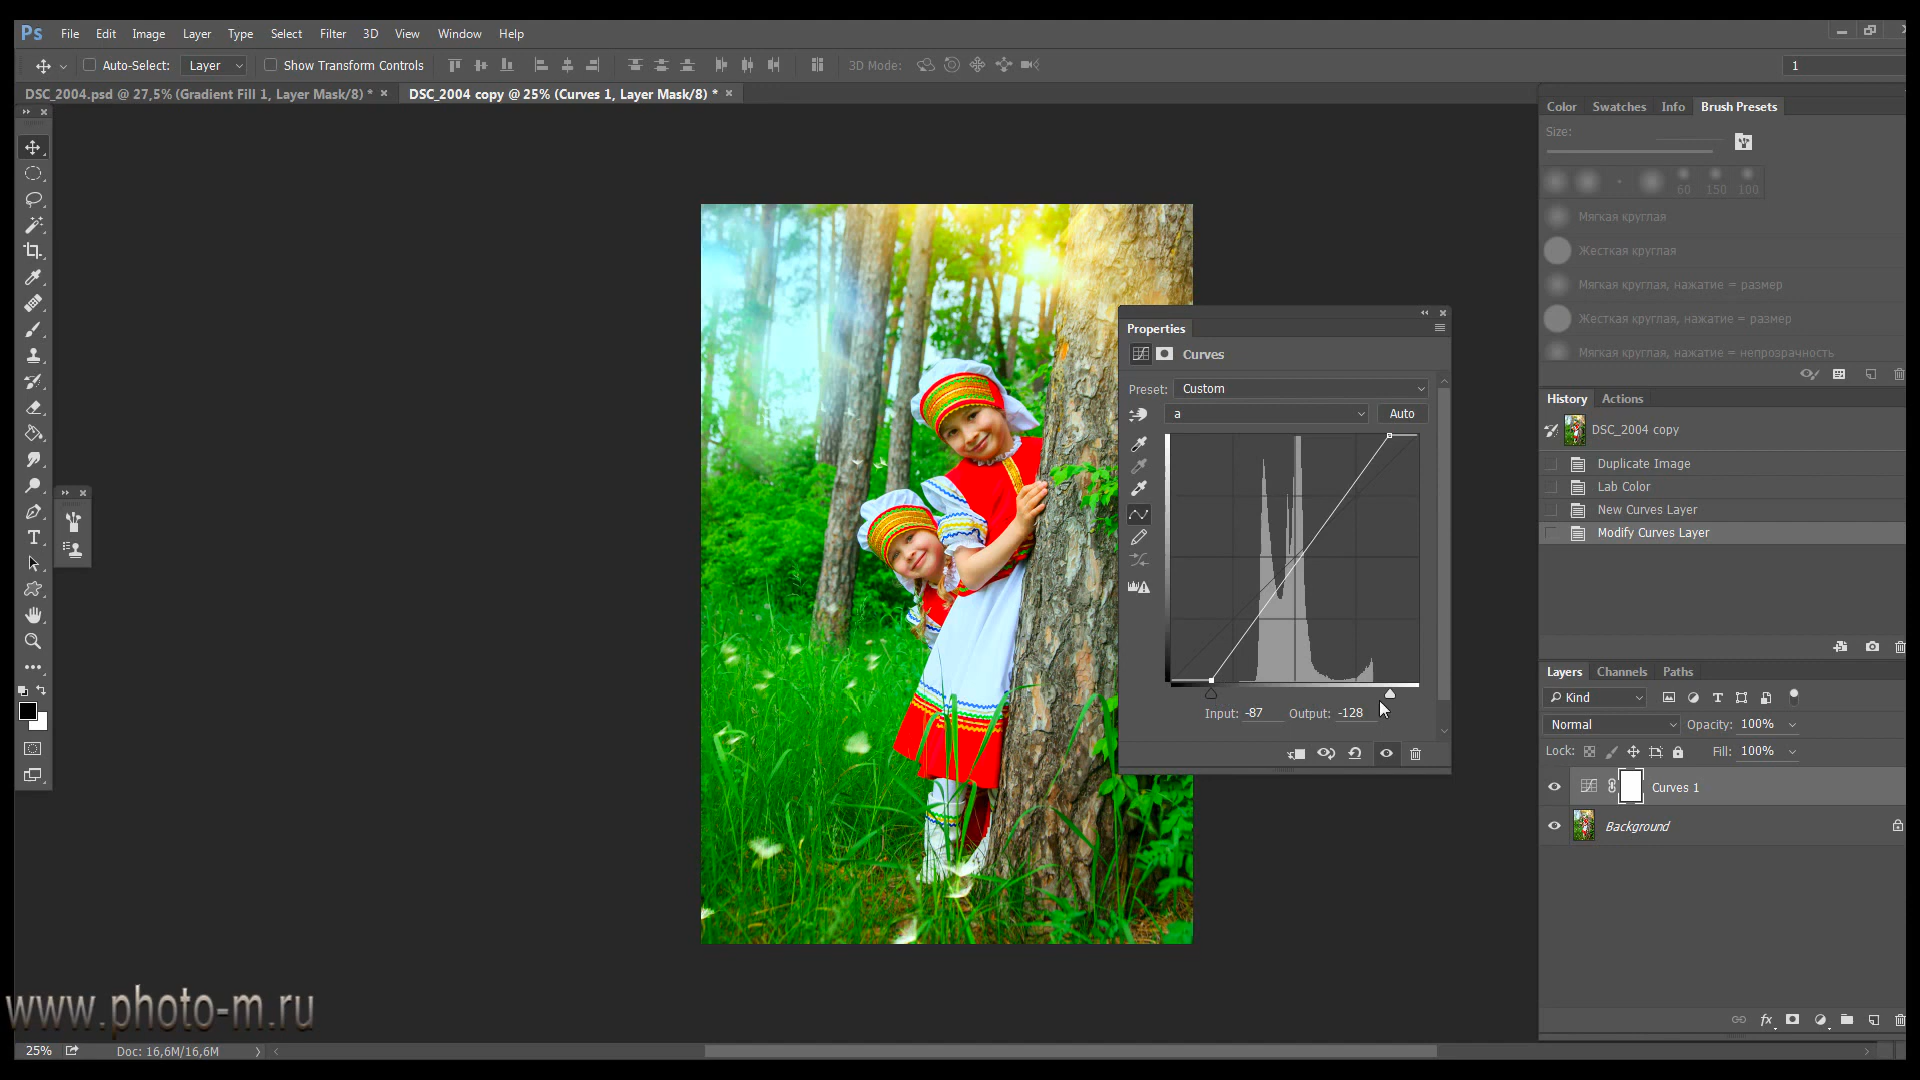 Ps File Edit Image Layer Type Select Filter 3D View Window Help
Auto-Select: Layer Show Transform Controls 3D Mode: 1
DSC_2004.psd @ 27,5% (Gradient Fill 1, Layer Mask/8) * × DSC_2004 copy @ 25% (Curves 1, Layer Mask/8) * ×
Color Swatches Info Brush Presets
Size:
60 150 100
Мягкая круглая
Жесткая круглая
Мягкая круглая, нажатие = размер
Жесткая круглая, нажатие = размер
Мягкая круглая, нажатие = непрозрачность
Properties
Curves
Preset: Custom
a Auto
Input: -87 Output: -128
History Actions
DSC_2004 copy
Duplicate Image
Lab Color
New Curves Layer
Modify Curves Layer
Layers Channels Paths
Kind
Normal Opacity: 100%
Lock: Fill: 100%
Curves 1
Background
www.photo-m.ru
25% Doc: 16,6M/16,6M